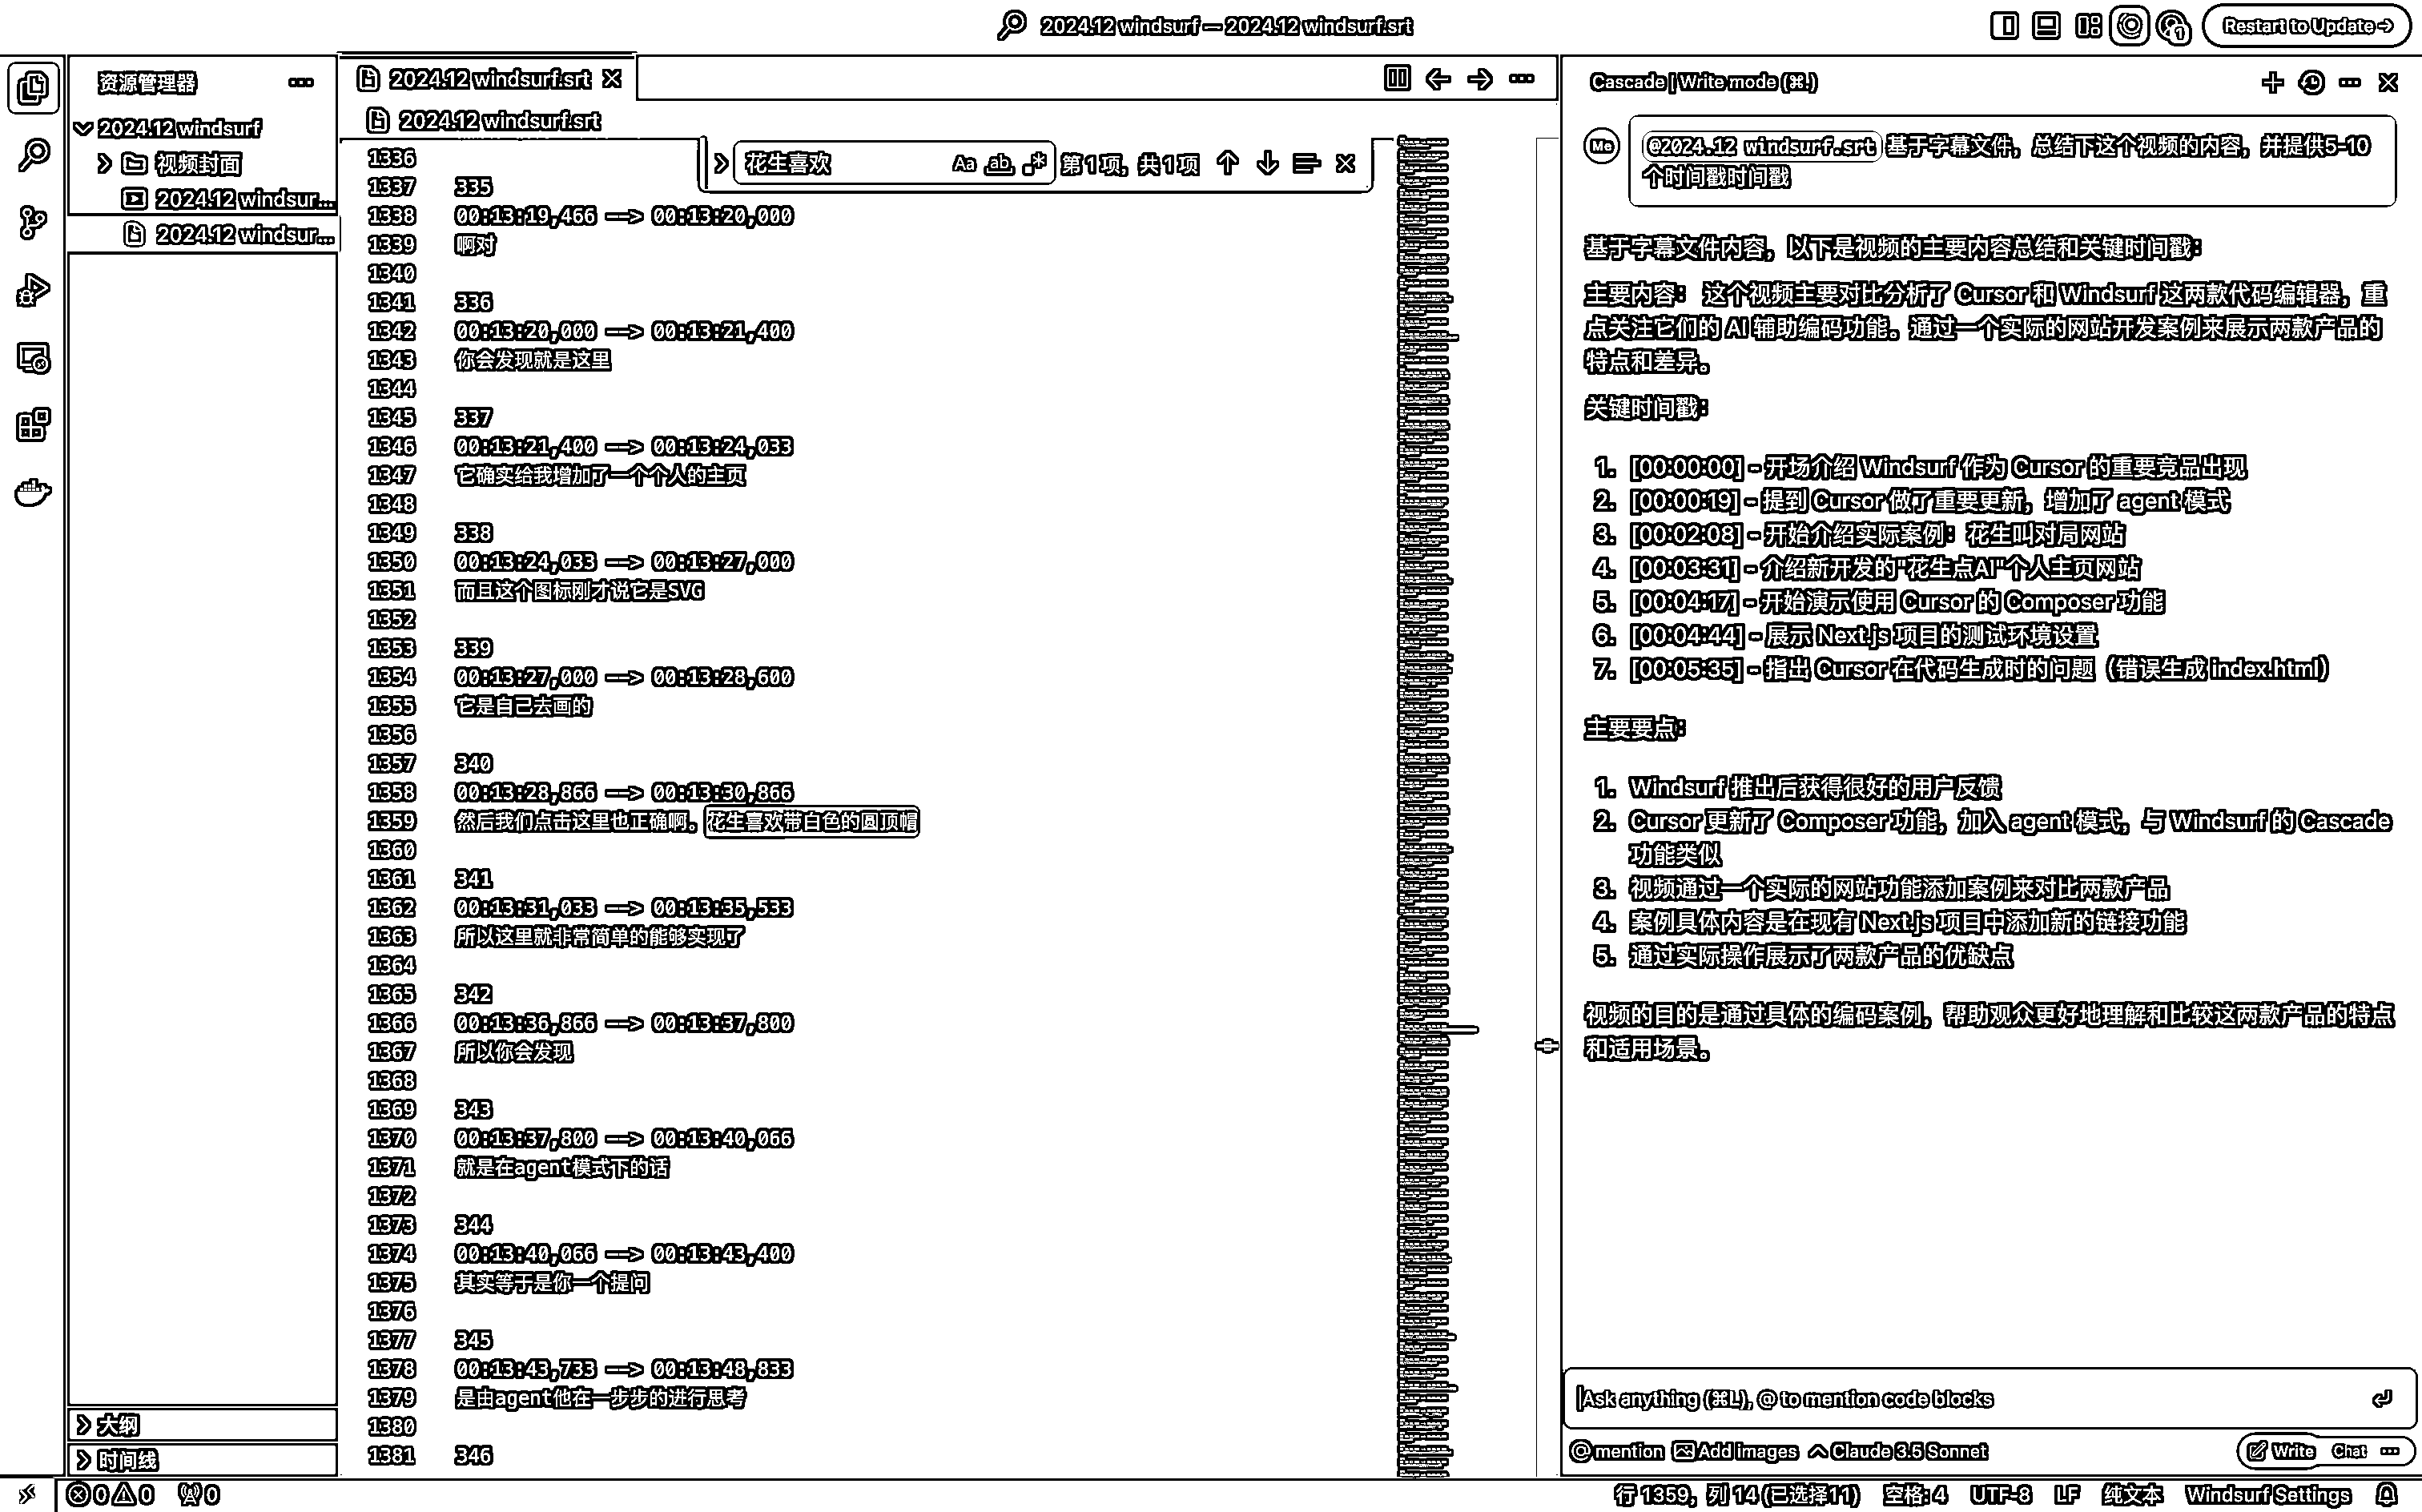 2024.12 windsurf — 2024.12 windsurf.srt
1
Restart to Update →
资源管理器
2024.12 windsurf
视频封面
2024.12 windsur...
2024.12 windsur...
大纲
时间线
2024.12 windsurf.srt
2024.12 windsurf.srt
花生喜欢
Aa ab .*
第1项, 共1项
1336
1337 335
1338 00:13:19,466 --> 00:13:20,000
1339 啊对
1340
1341 336
1342 00:13:20,000 --> 00:13:21,400
1343 你会发现就是这里
1344
1345 337
1346 00:13:21,400 --> 00:13:24,033
1347 它确实给我增加了一个个人的主页
1348
1349 338
1350 00:13:24,033 --> 00:13:27,000
1351 而且这个图标刚才说它是SVG
1352
1353 339
1354 00:13:27,000 --> 00:13:28,600
1355 它是自己去画的
1356
1357 340
1358 00:13:28,866 --> 00:13:30,866
1359 然后我们点击这里也正确啊，花生喜欢带白色的圆顶帽
1360
1361 341
1362 00:13:31,033 --> 00:13:35,533
1363 所以这里就非常简单的能够实现了
1364
1365 342
1366 00:13:36,866 --> 00:13:37,800
1367 所以你会发现
1368
1369 343
1370 00:13:37,800 --> 00:13:40,066
1371 就是在agent模式下的话
1372
1373 344
1374 00:13:40,066 --> 00:13:43,400
1375 其实等于是你一个提问
1376
1377 345
1378 00:13:43,733 --> 00:13:48,833
1379 是由agent他在一步步的进行思考
1380
1381 346
Cascade | Write mode (⌘.)
Me
@2024.12 windsurf.srt 基于字幕文件，总结下这个视频的内容，并提供5-10
个时间戳时间戳
基于字幕文件内容，以下是视频的主要内容总结和关键时间戳：
主要内容： 这个视频主要对比分析了 Cursor 和 Windsurf 这两款代码编辑器，重
点关注它们的 AI 辅助编码功能。通过一个实际的网站开发案例来展示两款产品的
特点和差异。
关键时间戳：
1. [00:00:00] - 开场介绍 Windsurf 作为 Cursor 的重要竞品出现
2. [00:00:19] - 提到 Cursor 做了重要更新，增加了 agent 模式
3. [00:02:08] - 开始介绍实际案例：花生叫对局网站
4. [00:03:31] - 介绍新开发的"花生点AI"个人主页网站
5. [00:04:17] - 开始演示使用 Cursor 的 Composer 功能
6. [00:04:44] - 展示 Next.js 项目的测试环境设置
7. [00:05:35] - 指出 Cursor 在代码生成时的问题（错误生成 index.html）
主要要点：
1. Windsurf 推出后获得很好的用户反馈
2. Cursor 更新了 Composer 功能，加入 agent 模式，与 Windsurf 的 Cascade
功能类似
3. 视频通过一个实际的网站功能添加案例来对比两款产品
4. 案例具体内容是在现有 Next.js 项目中添加新的链接功能
5. 通过实际操作展示了两款产品的优缺点
视频的目的是通过具体的编码案例，帮助观众更好地理解和比较这两款产品的特点
和适用场景。
Ask anything (⌘L), @ to mention code blocks
@ mention Add images Claude 3.5 Sonnet
Write Chat
0 0 0
行 1359, 列 14 (已选择11) 空格: 4 UTF-8 LF 纯文本 Windsurf Settings